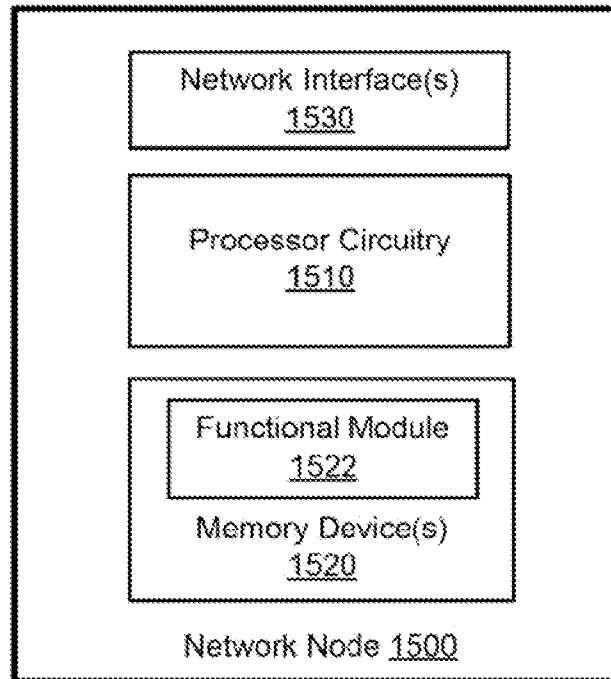 Network Interface(s)
1530
Processor Circuitry
1510
Functional Module
1522
Memory Device(s)
1520
Network Node 1500